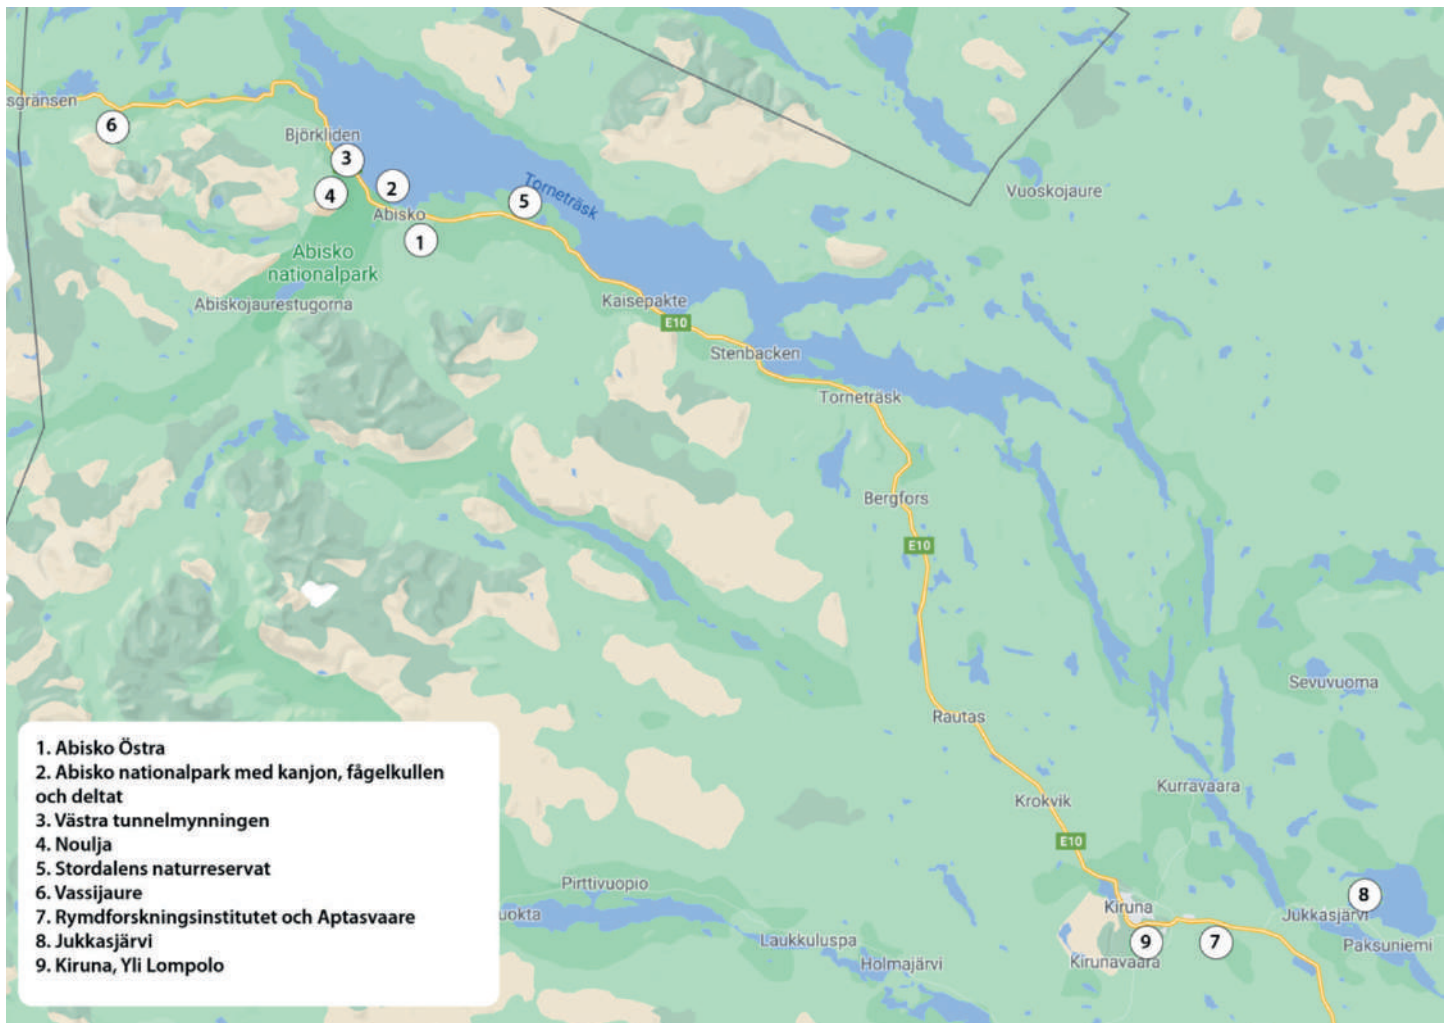 sgränsen
6
Björkliden
3
2
4
5
Torneträsk
Vuoskojaure
Abisko
1
Abisko
nationalpark
Abiskojaurestugorna
Kaisepakte
E10
Stenbacken
Torneträsk
Bergfors
E10
Sevuvuoma
Rautas
Kurravaara
Krokvik
E10
Pirttivuopio
uokta
Laukkuluspa
Holmajärvi
Kiruna
8
Jukkasjärvi
9
7
Paksuniemi
Kirunavaara
1. Abisko Östra
2. Abisko nationalpark med kanjon, fågelkullen
och deltat
3. Västra tunnelmynningen
4. Noulja
5. Stordalens naturreservat
6. Vassijaure
7. Rymdforskningsinstitutet och Aptasvaare
8. Jukkasjärvi
9. Kiruna, Yli Lompolo